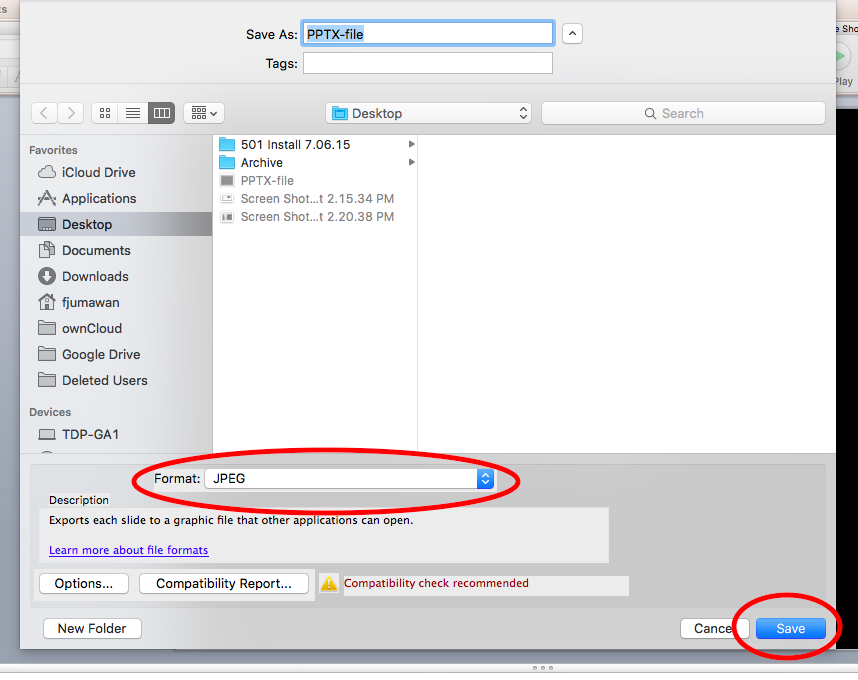 ts
Save As: PPTX-file
e Sho
Tags:
Play
Desktop
Search
Favorites
iCloud Drive
Applications
Desktop
Documents
Downloads
fjumawan
ownCloud
Google Drive
Deleted Users
Devices
TDP-GA1
501 Install 7.06.15
Archive
PPTX-file
Screen Shot...t 2.15.34 PM
Screen Shot...t 2.20.38 PM
Format: JPEG
Description
Exports each slide to a graphic file that other applications can open.
Learn more about file formats
Options... Compatibility Report... Compatibility check recommended
New Folder Cance Save